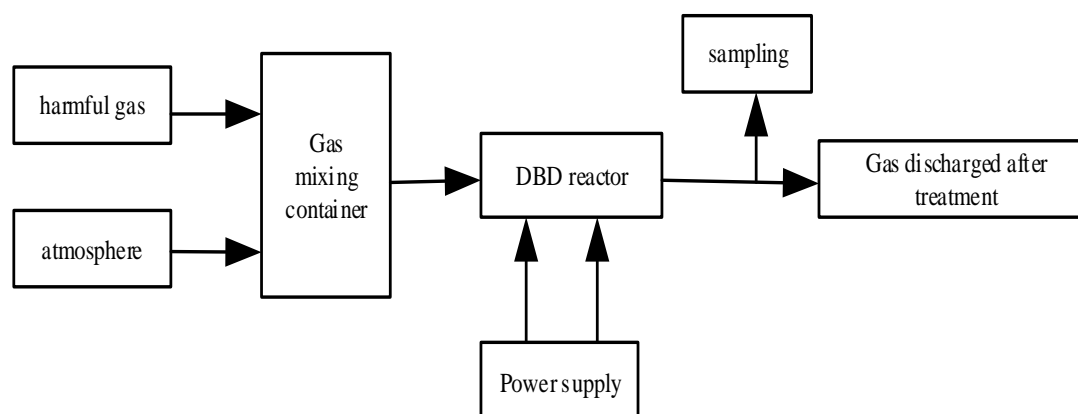 sampling
harmful gas
Gas
mixing
container
DBD reactor
Gas discharged after
treatment
atmosphere
Power supply